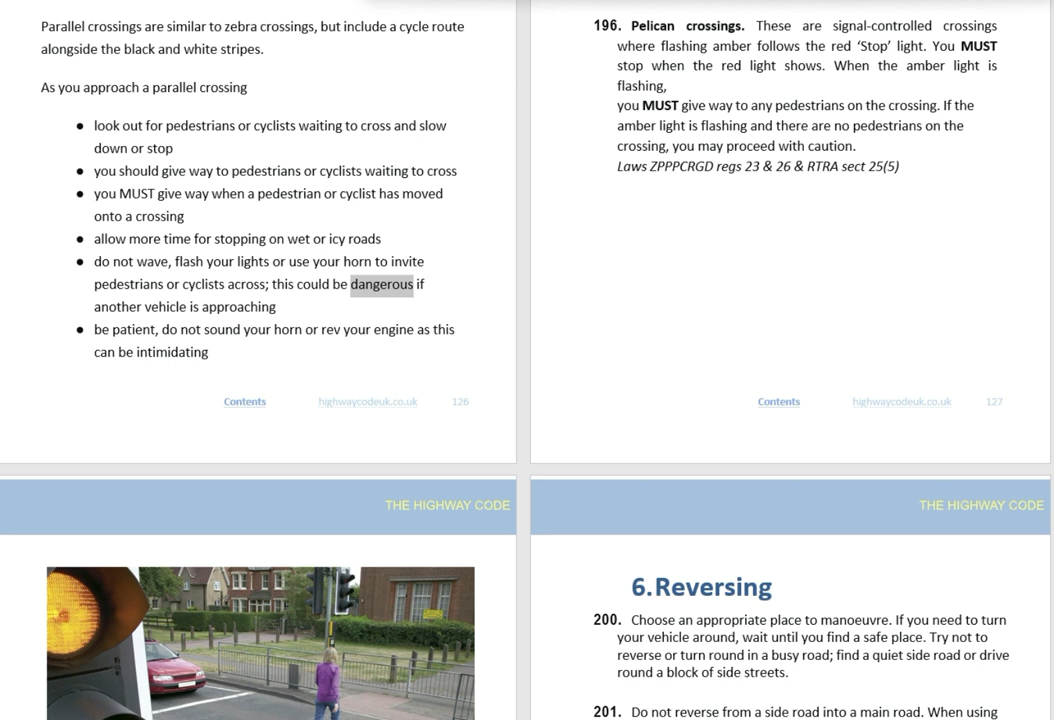 Parallel crossings are similar to zebra crossings, but include a cycle route
alongside the black and white stripes.
As you approach a parallel crossing
● look out for pedestrians or cyclists waiting to cross and slow
down or stop
● you should give way to pedestrians or cyclists waiting to cross
● you MUST give way when a pedestrian or cyclist has moved
onto a crossing
● allow more time for stopping on wet or icy roads
● do not wave, flash your lights or use your horn to invite
pedestrians or cyclists across; this could be dangerous if
another vehicle is approaching
● be patient, do not sound your horn or rev your engine as this
can be intimidating
Contents highwaycodeuk.co.uk 126
196. Pelican crossings. These are signal-controlled crossings
where flashing amber follows the red ‘Stop’ light. You MUST
stop when the red light shows. When the amber light is
flashing,
you MUST give way to any pedestrians on the crossing. If the
amber light is flashing and there are no pedestrians on the
crossing, you may proceed with caution.
Laws ZPPPCRGD regs 23 & 26 & RTRA sect 25(5)
Contents highwaycodeuk.co.uk 127
THE HIGHWAY CODE
THE HIGHWAY CODE
6.Reversing
200. Choose an appropriate place to manoeuvre. If you need to turn
your vehicle around, wait until you find a safe place. Try not to
reverse or turn round in a busy road; find a quiet side road or drive
round a block of side streets.
201. Do not reverse from a side road into a main road. When using